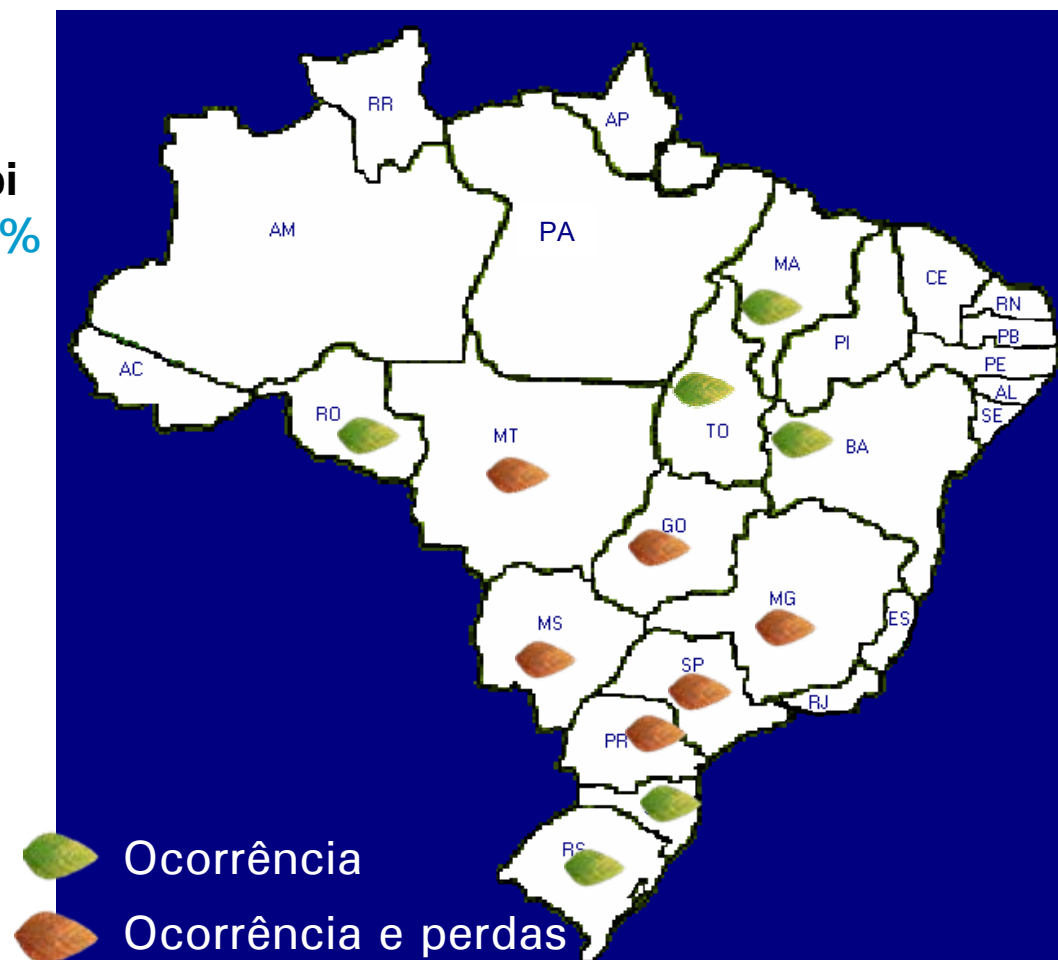 RR
AP
oi
AM
PA
%
MA
CE
RN
PI
PB
PE
AC
AL
RO
SE
MT
TO
BA
GO
MG
MS
ES
SP
RJ
PR
RS
Ocorrência
Ocorrência e perdas